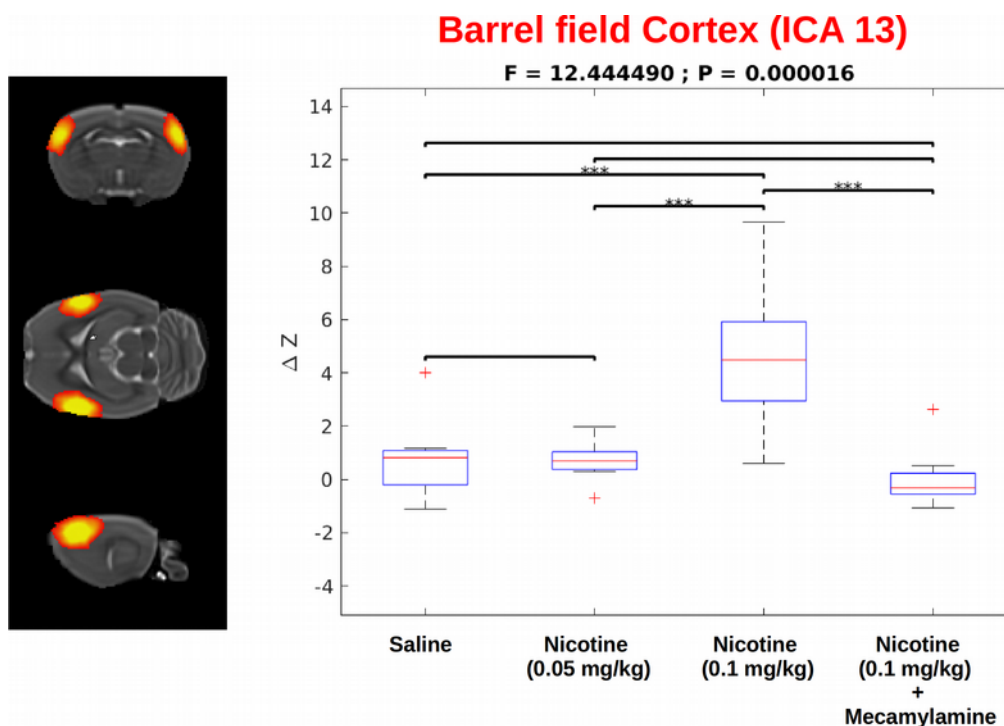 Barrel field Cortex (ICA 13)
F = 12.444490 ; P = 0.000016
14
12
10
8
6
4
2
0
-2
-4
Δ Z
***
***
***
Saline
Nicotine
(0.05 mg/kg)
Nicotine
(0.1 mg/kg)
Nicotine
(0.1 mg/kg)
+
Mecamylamine